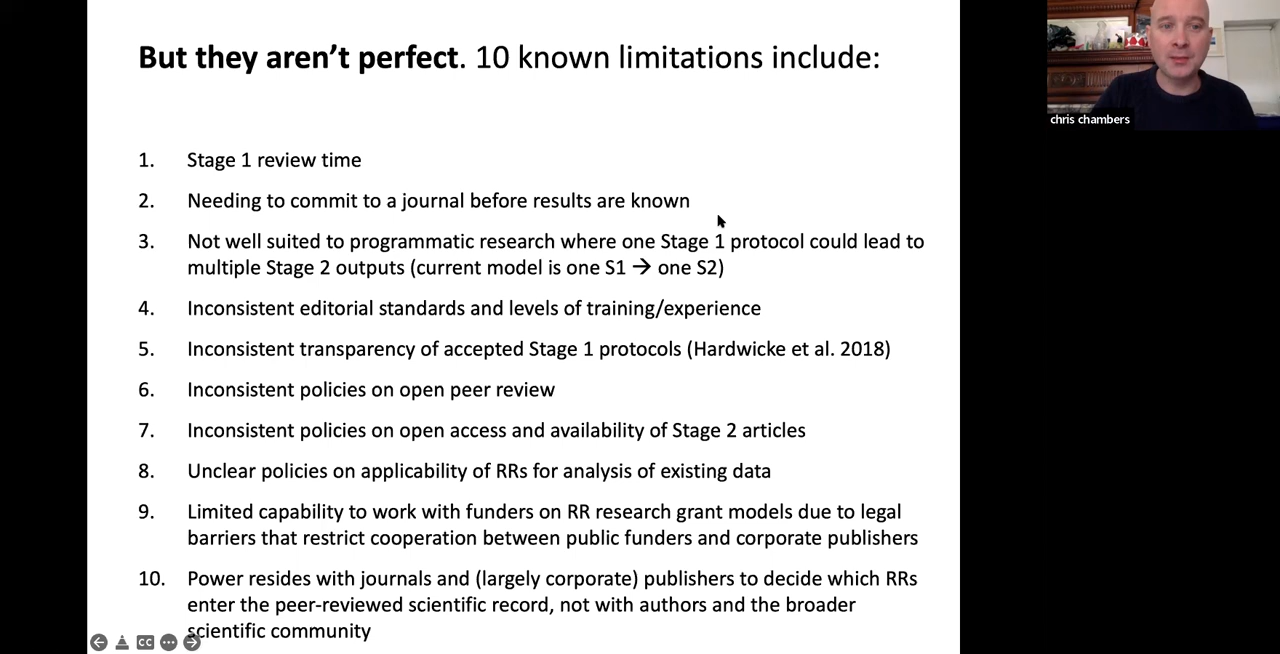 But they aren’t perfect. 10 known limitations include:
chris chambers
1. Stage 1 review time
2. Needing to commit to a journal before results are known
3. Not well suited to programmatic research where one Stage 1 protocol could lead to
multiple Stage 2 outputs (current model is one S1 → one S2)
4. Inconsistent editorial standards and levels of training/experience
5. Inconsistent transparency of accepted Stage 1 protocols (Hardwicke et al. 2018)
6. Inconsistent policies on open peer review
7. Inconsistent policies on open access and availability of Stage 2 articles
8. Unclear policies on applicability of RRs for analysis of existing data
9. Limited capability to work with funders on RR research grant models due to legal
barriers that restrict cooperation between public funders and corporate publishers
10. Power resides with journals and (largely corporate) publishers to decide which RRs
enter the peer-reviewed scientific record, not with authors and the broader
scientific community
CC